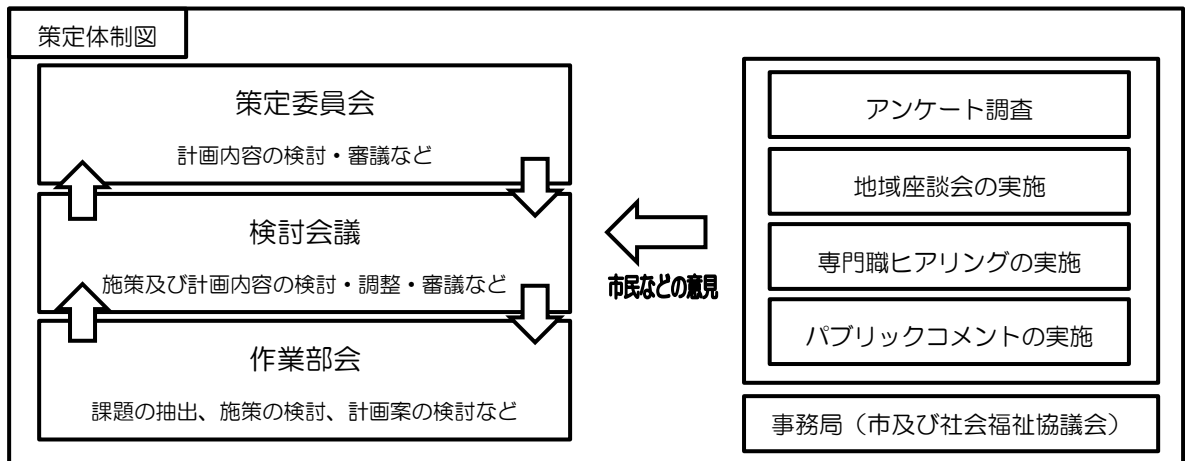 策定体制図
策定委員会
計画内容の検討・審議など
検討会議
施策及び計画内容の検討・調整・審議など
作業部会
課題の抽出、施策の検討、計画案の検討など
市民などの意見
アンケート調査
地域座談会の実施
専門職ヒアリングの実施
パブリックコメントの実施
事務局（市及び社会福祉協議会）